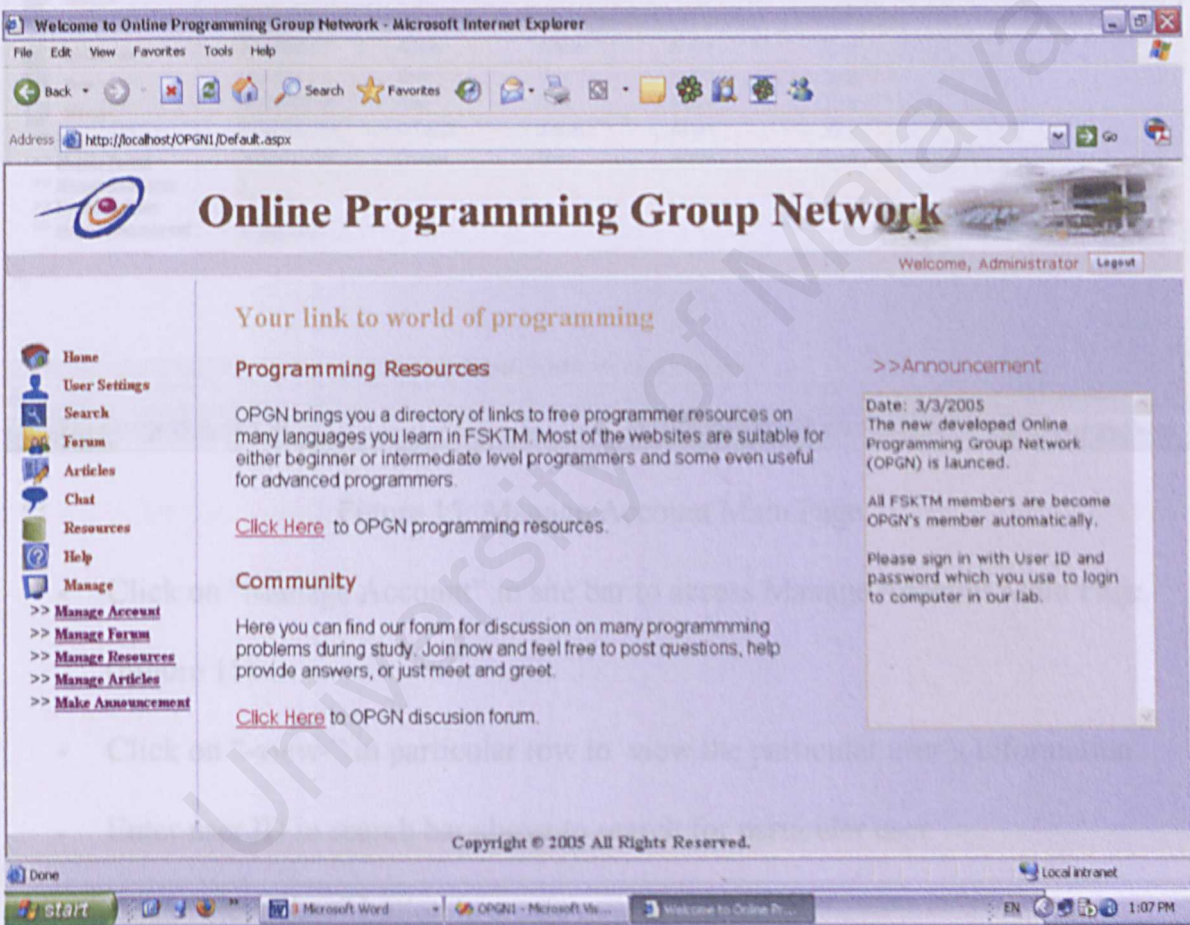 Welcome to Online Programming Group Network - Microsoft Internet Explorer
File Edit View Favorites Tools Help
Back Search Favorites
Address http://localhost/OPGN1/Default.aspx Go
Online Programming Group Network
Welcome, Administrator Logout
Your link to world of programming
Home
User Settings
Search
Forum
Articles
Chat
Resources
Help
Manage
>> Manage Account
>> Manage Forum
>> Manage Resources
>> Manage Articles
>> Make Announcement
Programming Resources
OPGN brings you a directory of links to free programmer resources on
many languages you learn in FSKTM. Most of the websites are suitable for
either beginner or intermediate level programmers and some even useful
for advanced programmers.
Click Here to OPGN programming resources.
Community
Here you can find our forum for discussion on many programmming
problems during study. Join now and feel free to post questions, help
provide answers, or just meet and greet.
Click Here to OPGN discusion forum.
>>Announcement
Date: 3/3/2005
The new developed Online
Programming Group Network
(OPGN) is launced.
All FSKTM members are become
OPGN's member automatically.
Please sign in with User ID and
password which you use to login
to computer in our lab.
Copyright © 2005 All Rights Reserved.
Done Local intranet
start Microsoft Word OPGN1 - Microsoft Vis... Welcome to Online Pr... EN 1:07 PM
University of Malaya